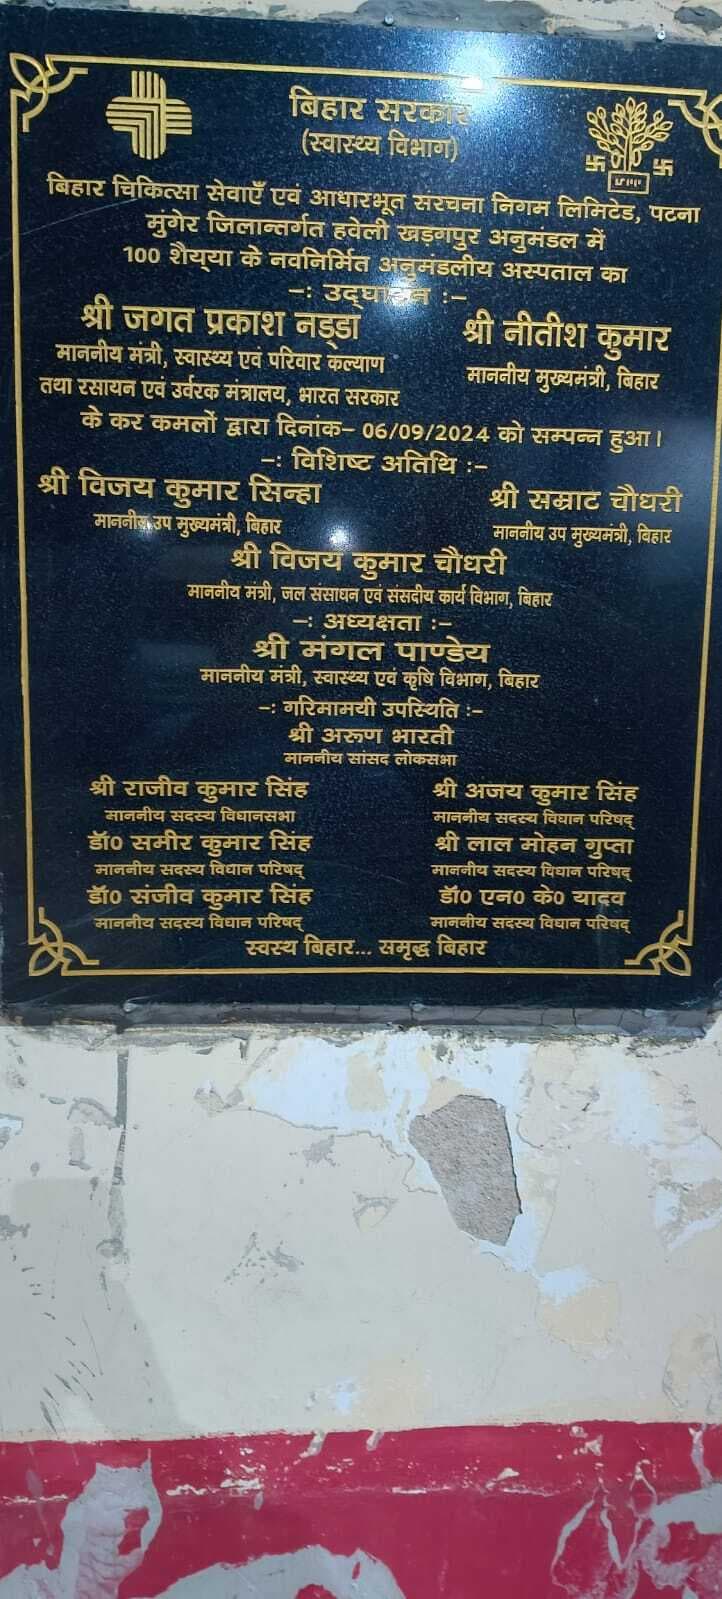 बिहार सरकार
(स्वास्थ्य विभाग)
बिहार चिकित्सा सेवाएँ एवं आधारभूत संरचना निगम लिमिटेड, पटना
मुंगेर जिलान्तर्गत हवेली खड़गपुर अनुमंडल में
100 शैय्या के नवनिर्मित अनुमंडलीय अस्पताल का
-: उद्घाटन :-
श्री जगत प्रकाश नड्डा श्री नीतीश कुमार
माननीय मंत्री, स्वास्थ्य एवं परिवार कल्याण माननीय मुख्यमंत्री, बिहार
तथा रसायन एवं उर्वरक मंत्रालय, भारत सरकार
के कर कमलों द्वारा दिनांक- 06/09/2024 को सम्पन्न हुआ।
-: विशिष्ट अतिथि :-
श्री विजय कुमार सिन्हा श्री सम्राट चौधरी
माननीय उप मुख्यमंत्री, बिहार माननीय उप मुख्यमंत्री, बिहार
श्री विजय कुमार चौधरी
माननीय मंत्री, जल संसाधन एवं संसदीय कार्य विभाग, बिहार
-: अध्यक्षता :-
श्री मंगल पाण्डेय
माननीय मंत्री, स्वास्थ्य एवं कृषि विभाग, बिहार
-: गरिमामयी उपस्थिति :-
श्री अरुण भारती
माननीय सांसद लोकसभा
श्री राजीव कुमार सिंह श्री अजय कुमार सिंह
माननीय सदस्य विधानसभा माननीय सदस्य विधान परिषद्
डॉ0 समीर कुमार सिंह श्री लाल मोहन गुप्ता
माननीय सदस्य विधान परिषद् माननीय सदस्य विधान परिषद्
डॉ0 संजीव कुमार सिंह डॉ0 एन0 के0 यादव
माननीय सदस्य विधान परिषद् माननीय सदस्य विधान परिषद्
स्वस्थ बिहार... समृद्ध बिहार